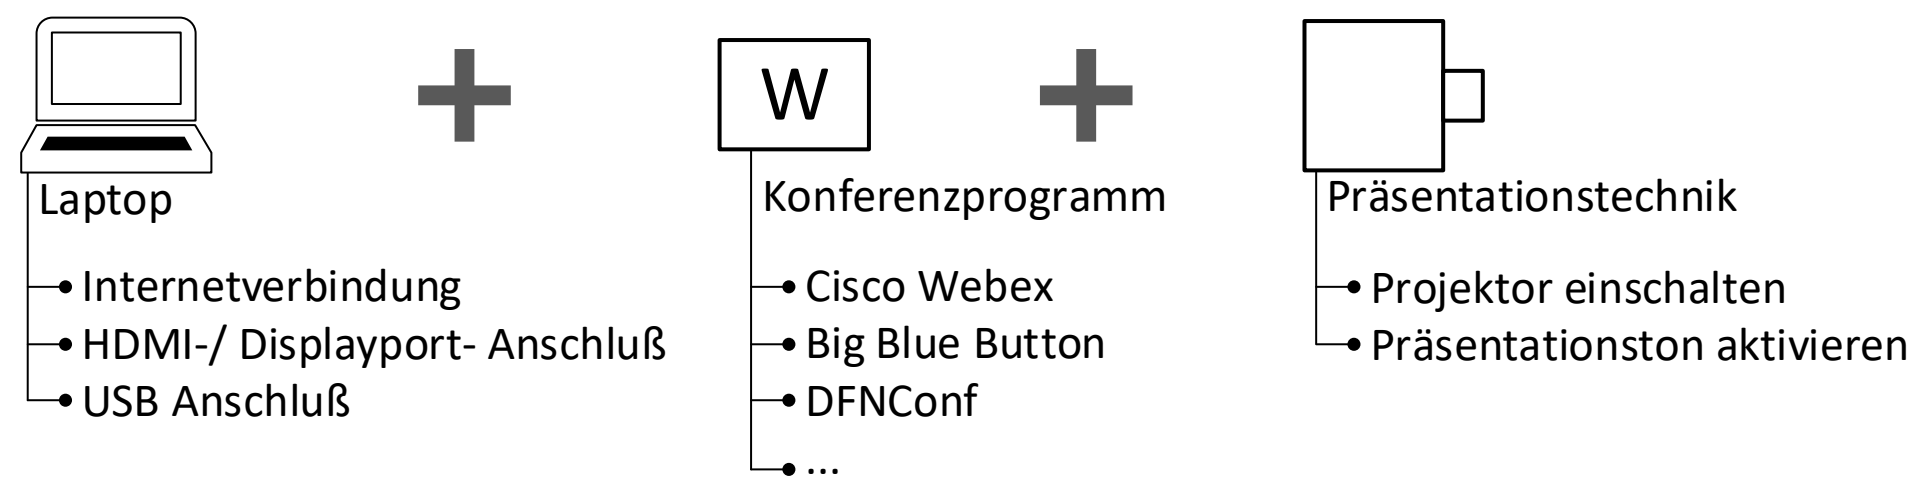 W
Laptop
Internetverbindung
HDMI-/ Displayport- Anschluß
USB Anschluß
Konferenzprogramm
Cisco Webex
Big Blue Button
DFNConf
...
Präsentationstechnik
Projektor einschalten
Präsentationston aktivieren